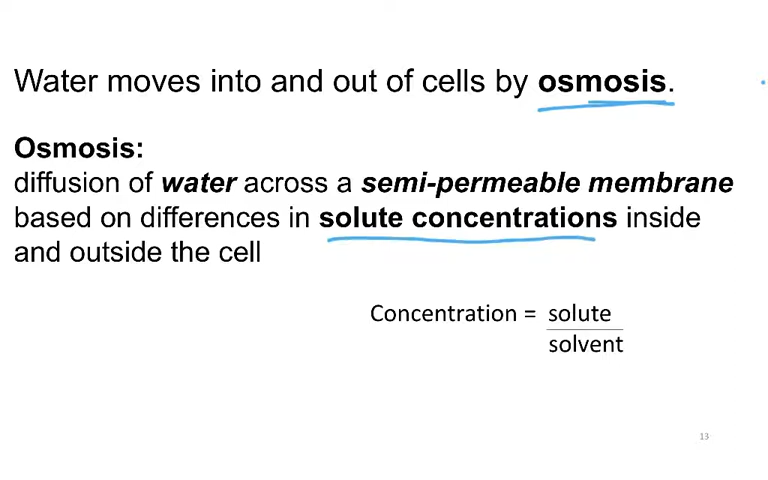 Water moves into and out of cells by osmosis.
Osmosis:
diffusion of water across a semi-permeable membrane
based on differences in solute concentrations inside
and outside the cell
Concentration = solute
solvent
13